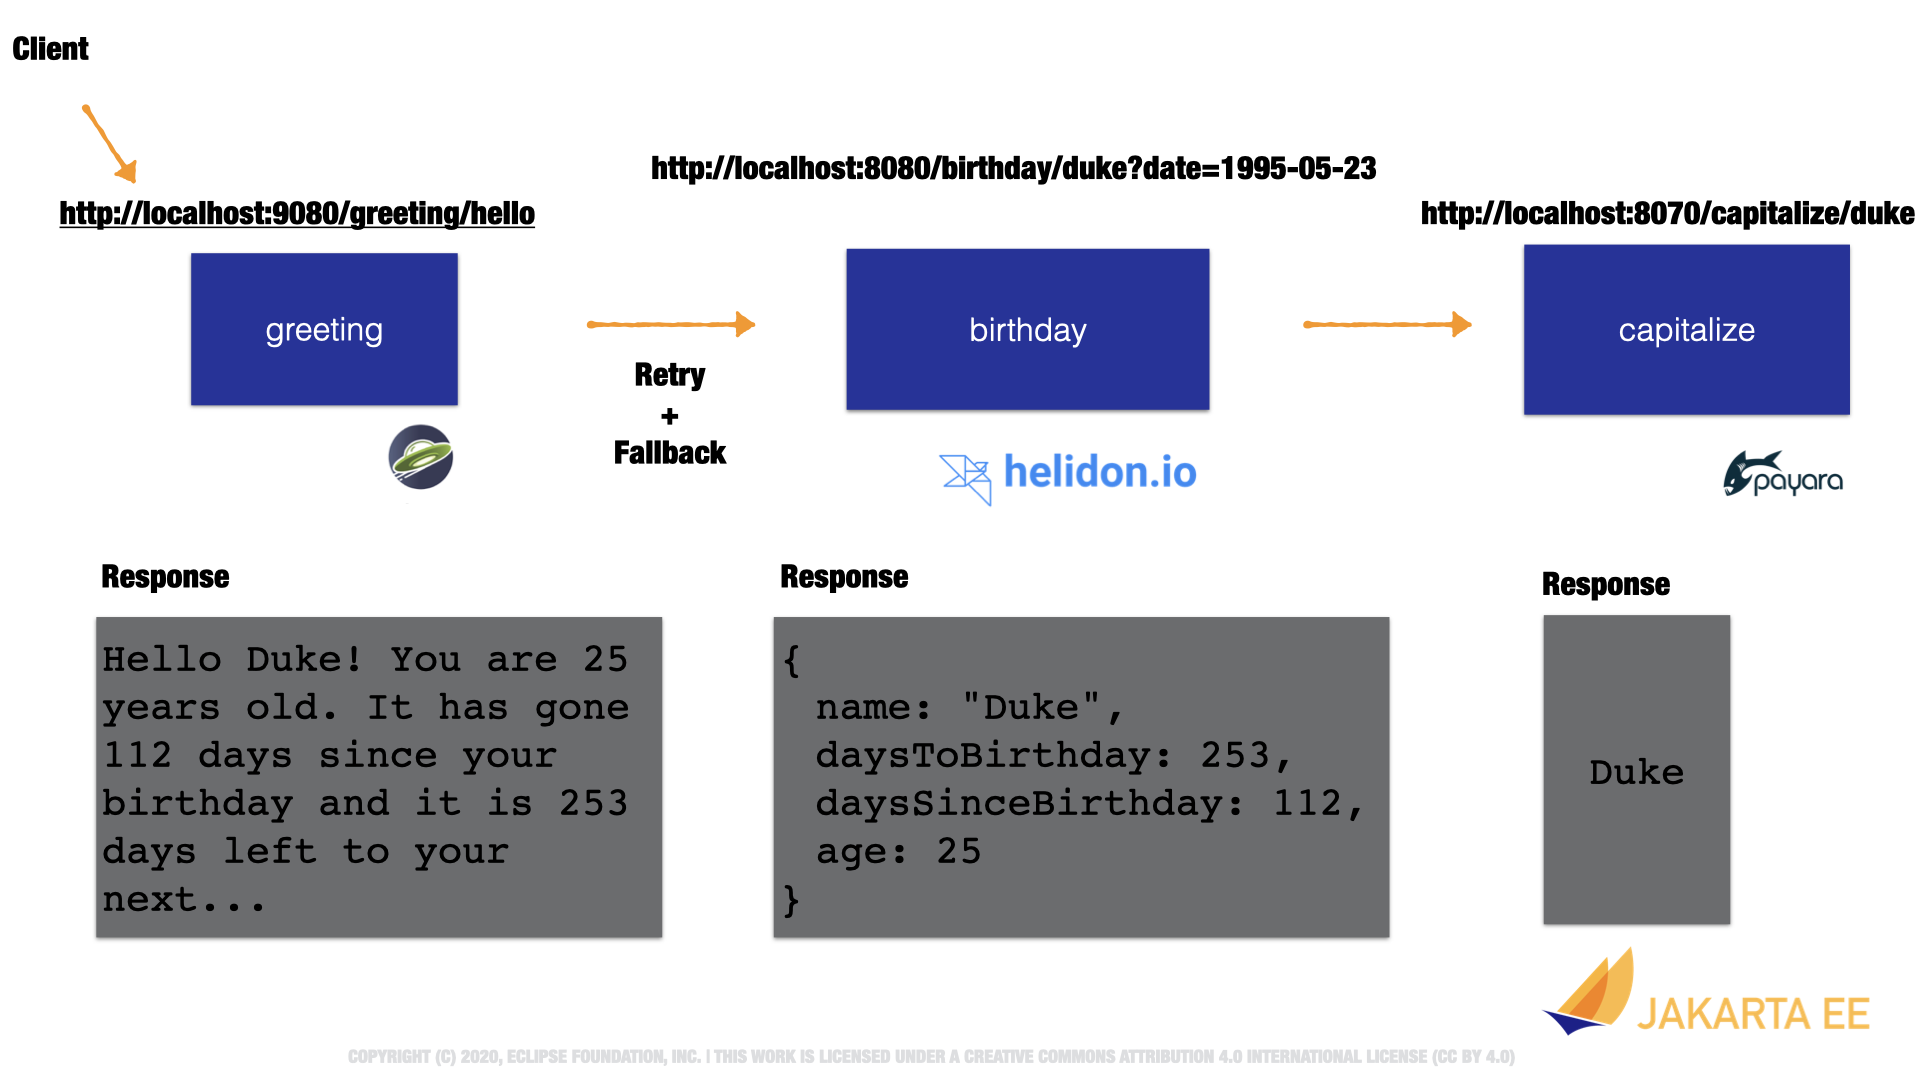 Client
http://localhost:8080/birthday/duke?date=1995-05-23
http://localhost:9080/greeting/hello
http://localhost:8070/capitalize/duke
greeting
birthday
capitalize
Retry
+
Fallback
helidon.io
payara
Response
Response
Response
Hello Duke! You are 25
years old. It has gone
112 days since your
birthday and it is 253
days left to your
next...
{
name: "Duke",
daysToBirthday: 253,
daysSinceBirthday: 112,
age: 25
}
Duke
JAKARTA EE
COPYRIGHT (C) 2020, ECLIPSE FOUNDATION, INC. | THIS WORK IS LICENSED UNDER A CREATIVE COMMONS ATTRIBUTION 4.0 INTERNATIONAL LICENSE (CC BY 4.0)